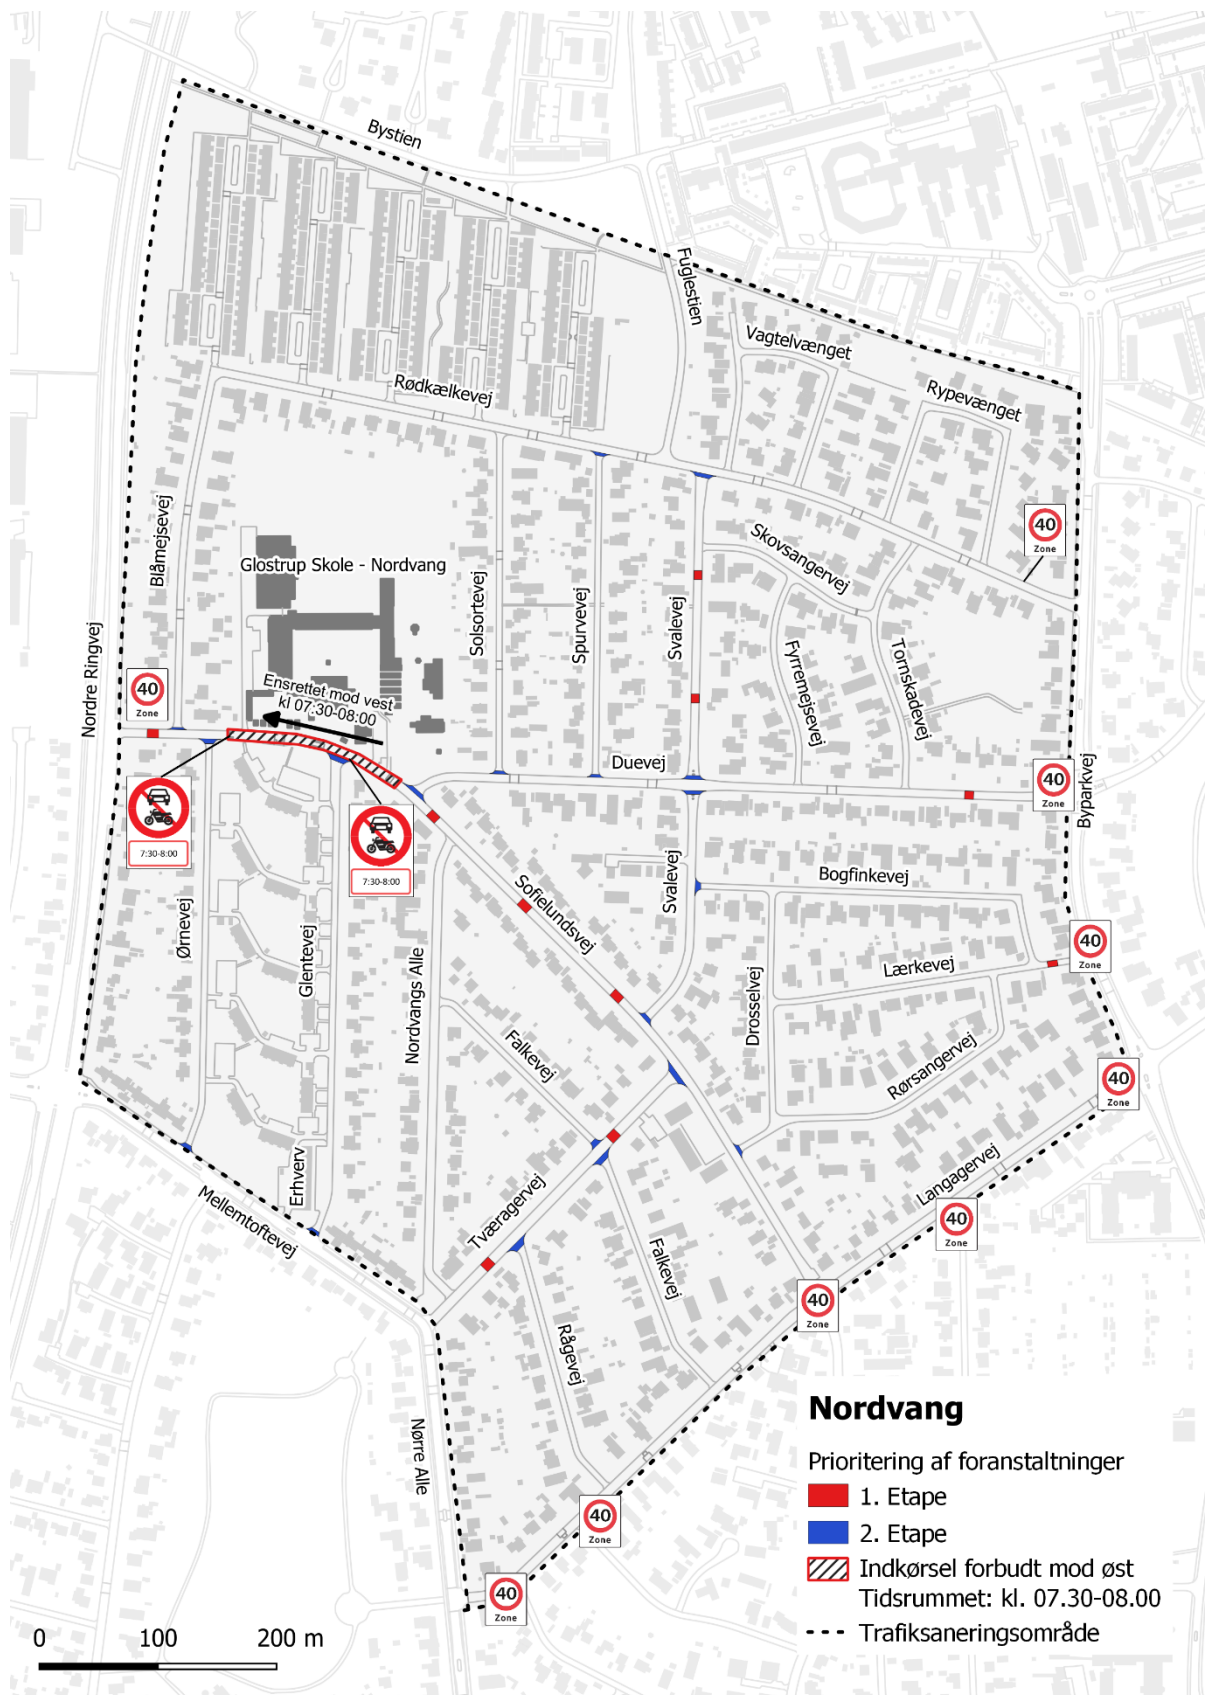 Bystien
Fuglestien
Vagtelvænget
Rypevænget
Rødkælkevej
40
Zone
Skovsangervej
Blåmejsevej
Glostrup Skole - Nordvang
Solsortevej
Spurvevej
Svalevej
Fyrremejsevej
Tornskadevej
Nordre Ringvej
40
Zone
Ensrettet mod vest
kl 07:30-08:00
Duevej
40
Zone
Byparkvej
7:30-8:00
7:30-8:00
Bogfinkevej
Sofielundsvej
Svalevej
Ørnevej
Glentevej
Nordvangs Alle
40
Zone
Lærkevej
Drosselvej
Falkevej
Rørsangervej
40
Zone
Erhverv
Mellemtoftevej
Tværagervej
Langagervej
40
Zone
Falkevej
40
Zone
Rågevej
Nørre Alle
40
Zone
40
Zone
Nordvang
Prioritering af foranstaltninger
1. Etape
2. Etape
Indkørsel forbudt mod øst
Tidsrummet: kl. 07.30-08.00
Trafiksaneringsområde
0 100 200 m